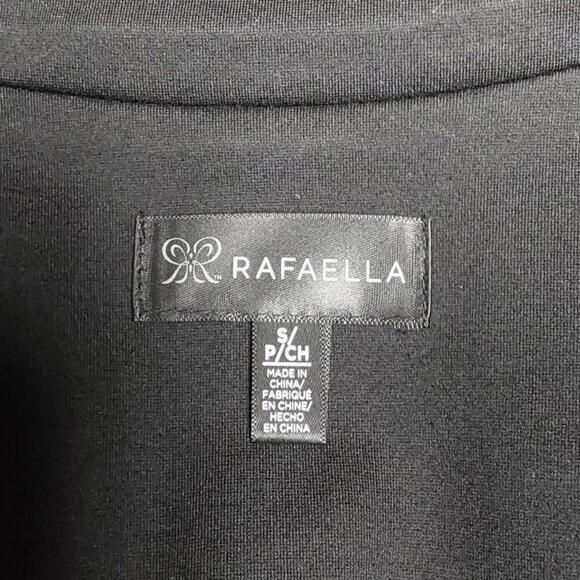 RAFAELLA
S/
P/CH
MADE IN
CHINA/
FABRIQUÉ
EN CHINE/
HECHO
EN CHINA